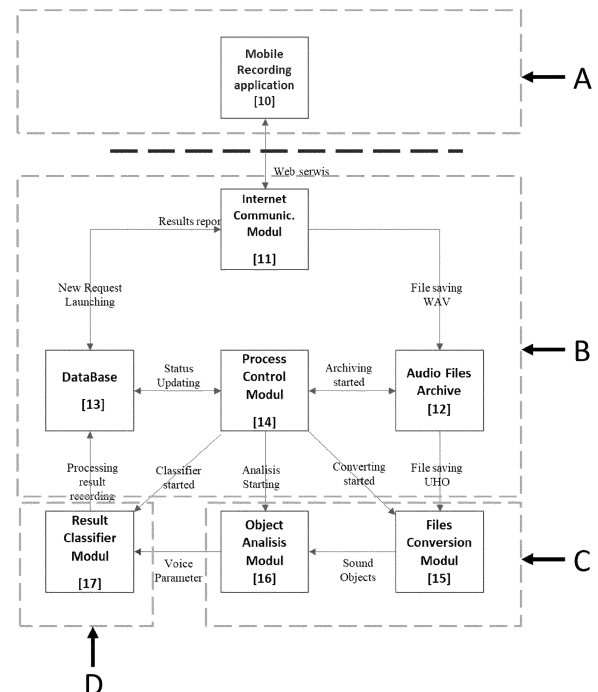 Mobile
Recording
application
[10]
A
Web serwis
Internet
Communic.
Modul
[11]
Results repor
New Request
Launching
File saving
WAV
B
DataBase
[13]
Status
Updating
Process
Control
Modul
[14]
Archiving
started
Audio Files
Archive
[12]
Processing
result
recording
Classifier
started
Analisis
Starting
Converting
started
File saving
UHO
Result
Classifier
Modul
[17]
Voice
Parameter
Object
Analisis
Modul
[16]
Sound
Objects
Files
Conversion
Modul
[15]
C
D